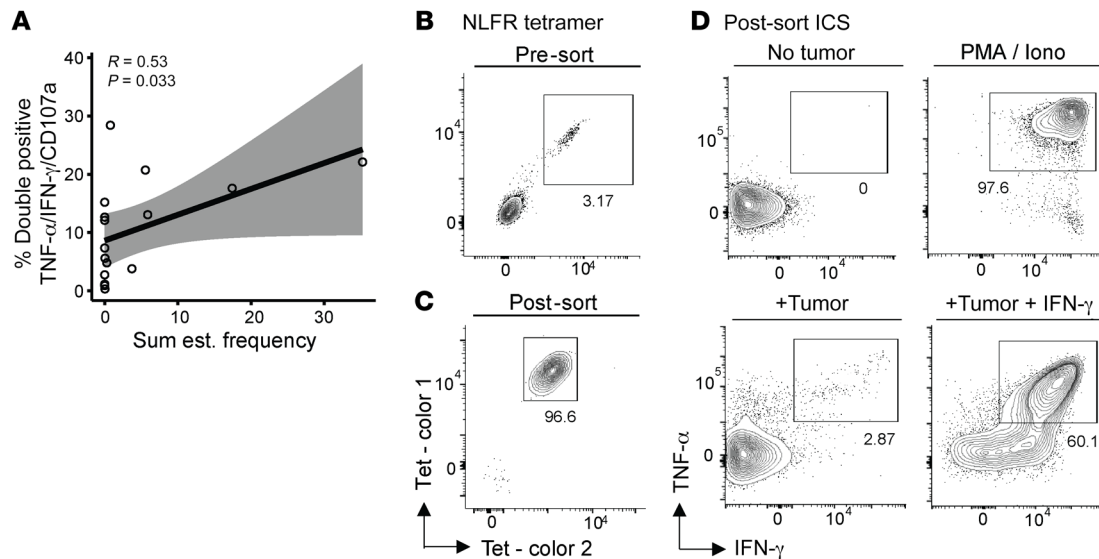 A
R = 0.53
P = 0.033
% Double positive
TNF-α/IFN-γ/CD107a
40
30
20
10
0
0 10 20 30
Sum est. frequency
B NLFR tetramer
Pre-sort
10⁴
0
3.17
0 10⁴
C
Post-sort
10⁴
0
96.6
0 10⁴
Tet - color 1
Tet - color 2
D Post-sort ICS
No tumor
10⁵
0
0
0 10⁴
PMA / Iono
97.6
0 10⁴
+Tumor
10⁵
0
2.87
0 10⁴
+Tumor + IFN-γ
60.1
0 10⁴
TNF-α
IFN-γ